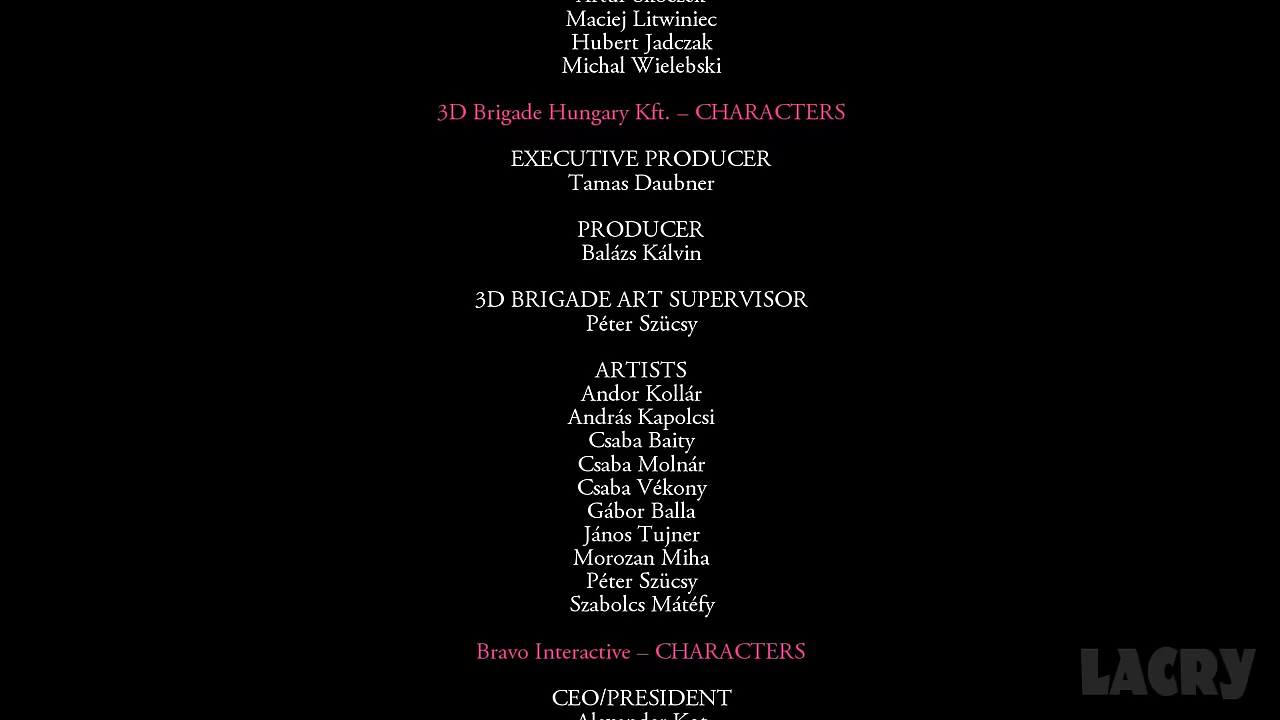 Maciej Litwiniec
Hubert Jadczak
Michal Wielebski
3D Brigade Hungary Kft. – CHARACTERS
EXECUTIVE PRODUCER
Tamas Daubner
PRODUCER
Balázs Kálvin
3D BRIGADE ART SUPERVISOR
Péter Szücsy
ARTISTS
Andor Kollár
András Kapolcsi
Csaba Baity
Csaba Molnár
Csaba Vékony
Gábor Balla
János Tujner
Morozan Miha
Péter Szücsy
Szabolcs Mátéfy
Bravo Interactive – CHARACTERS
CEO/PRESIDENT
LACRY